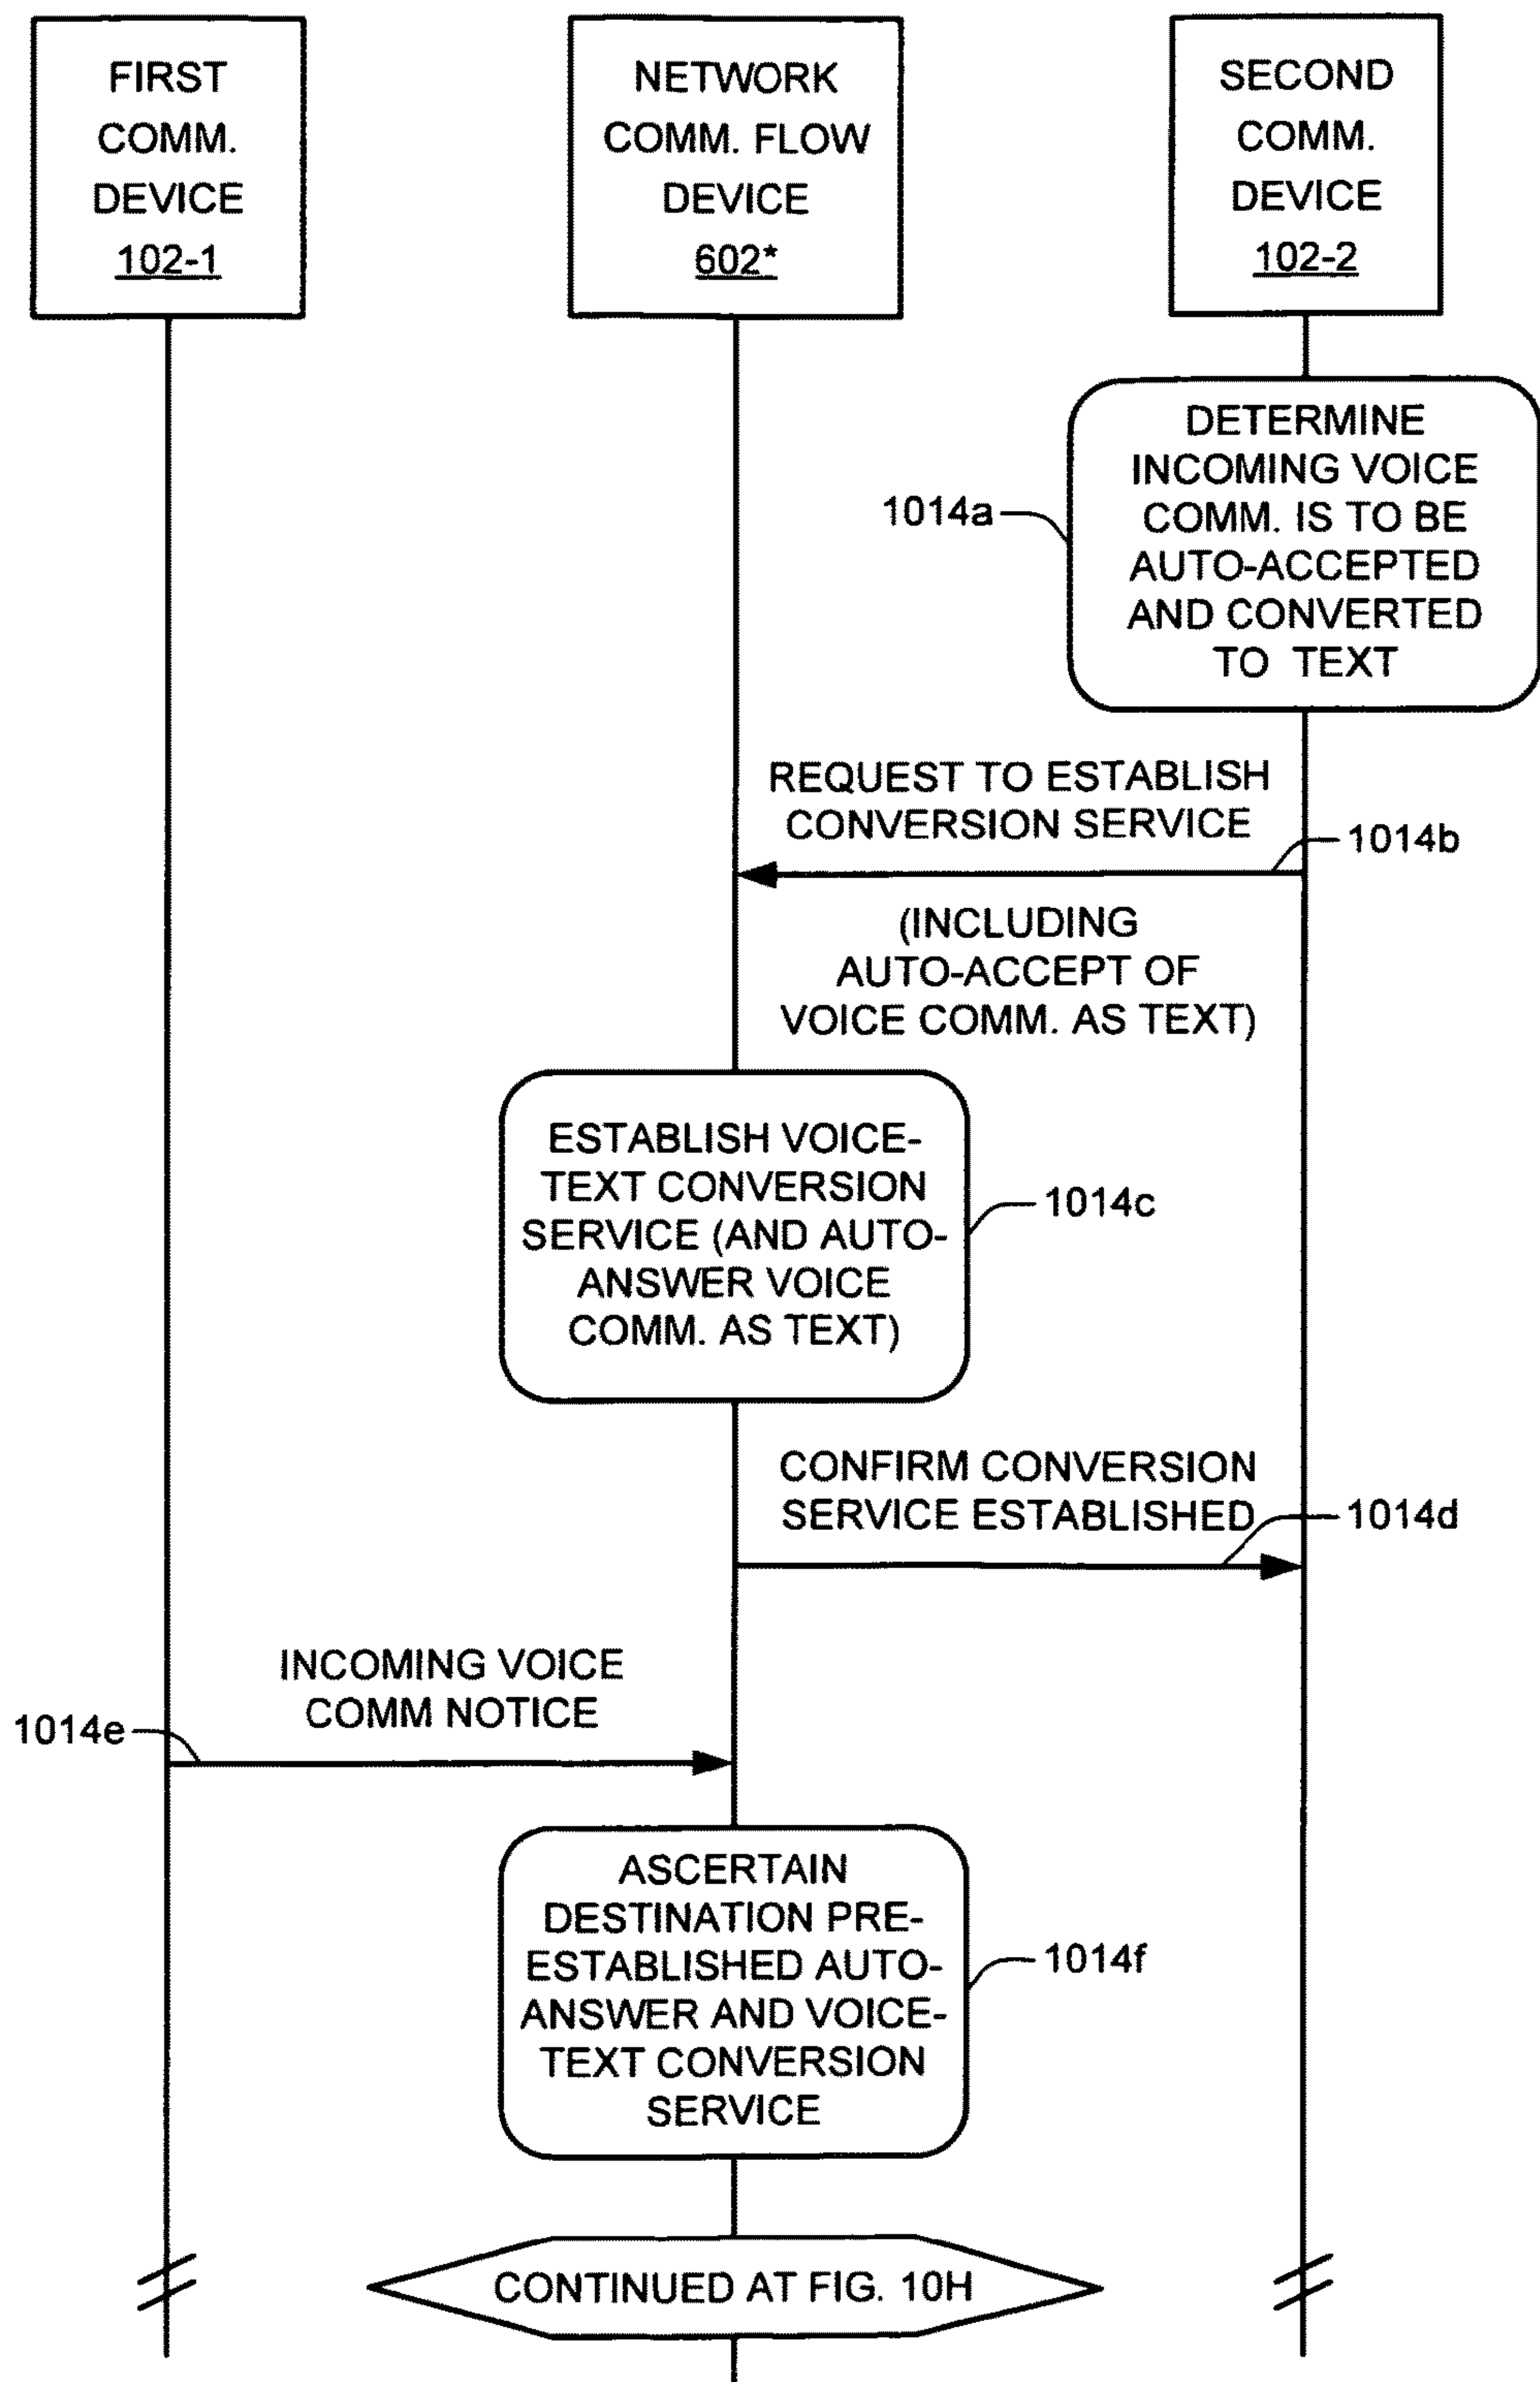 FIRST
COMM.
DEVICE
102-1
NETWORK
COMM. FLOW
DEVICE
602*
SECOND
COMM.
DEVICE
102-2
DETERMINE
INCOMING VOICE
COMM. IS TO BE
AUTO-ACCEPTED
AND CONVERTED
TO TEXT
1014a
REQUEST TO ESTABLISH
CONVERSION SERVICE
1014b
(INCLUDING
AUTO-ACCEPT OF
VOICE COMM. AS TEXT)
ESTABLISH VOICE-
TEXT CONVERSION
SERVICE (AND AUTO-
ANSWER VOICE
COMM. AS TEXT)
1014c
CONFIRM CONVERSION
SERVICE ESTABLISHED
1014d
INCOMING VOICE
COMM NOTICE
1014e
ASCERTAIN
DESTINATION PRE-
ESTABLISHED AUTO-
ANSWER AND VOICE-
TEXT CONVERSION
SERVICE
1014f
CONTINUED AT FIG. 10H